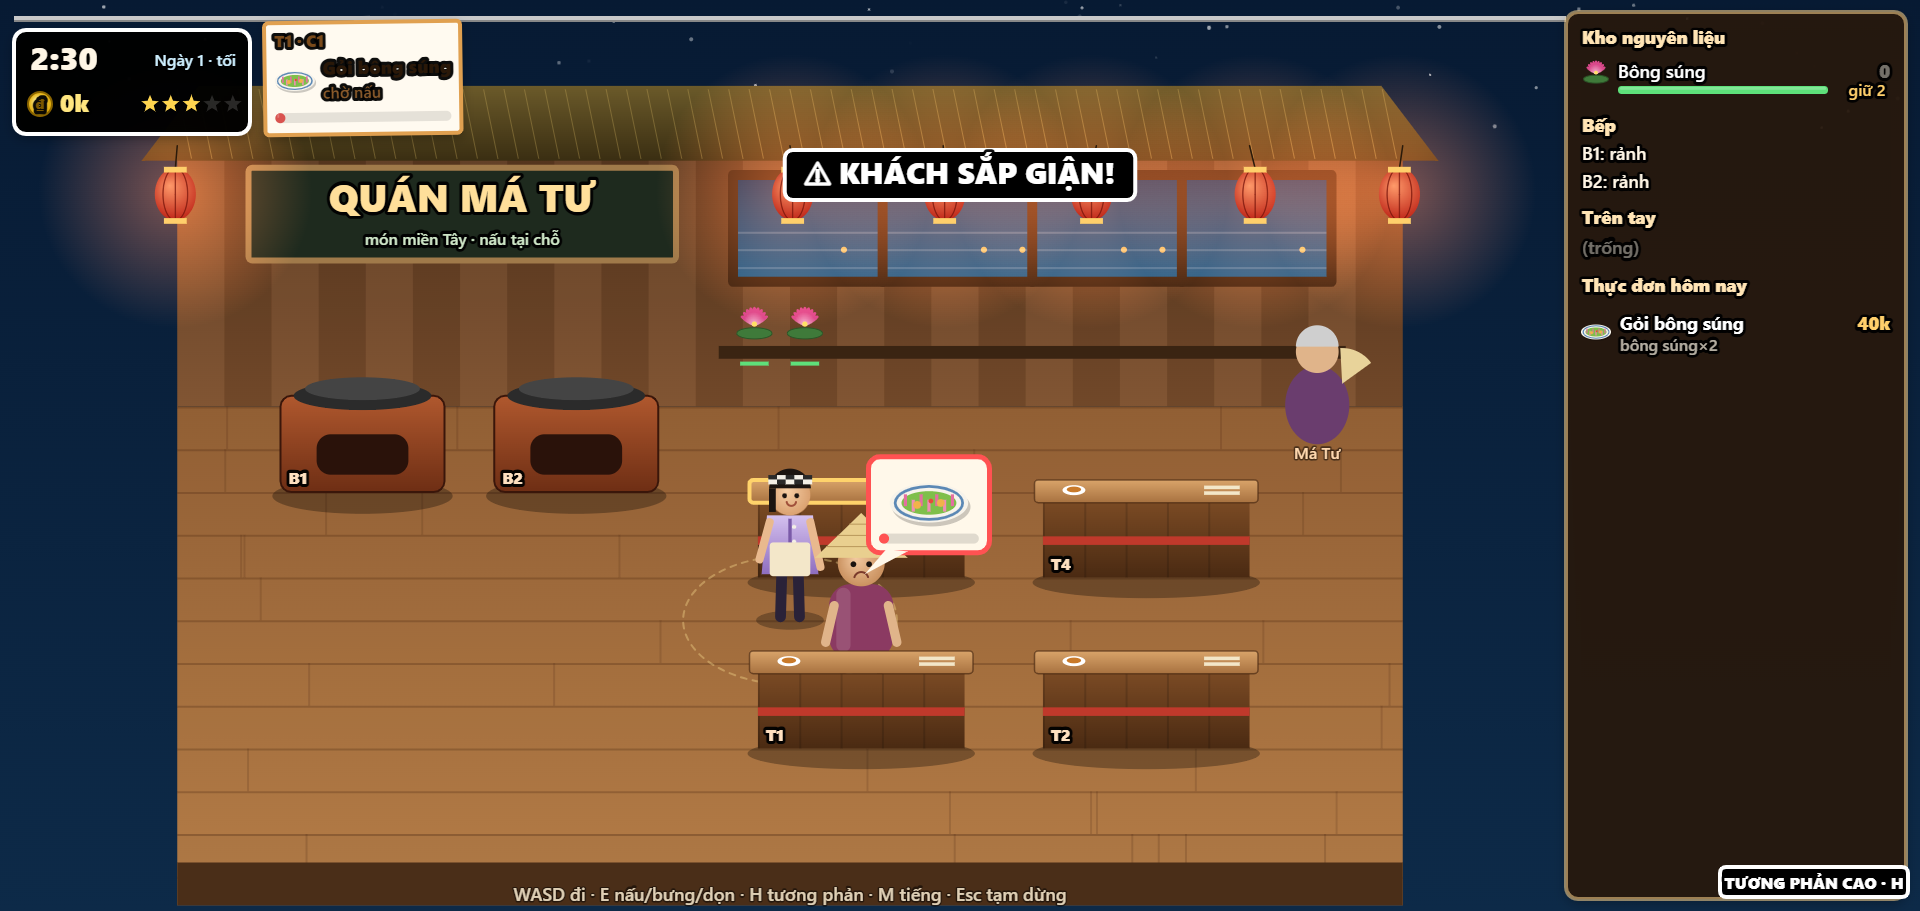 2:30
Ngày 1 · tối
0k
T1 · C1
Gỏi bông súng
chờ nấu
⚠ KHÁCH SẮP GIẬN!
QUÁN MÁ TƯ
món miền Tây · nấu tại chỗ
Má Tư
B1
B2
T4
T1
T2
WASD đi · E nấu/bưng/dọn · H tương phản · M tiếng · Esc tạm dừng
Kho nguyên liệu
Bông súng 0
giữ 2
Bếp
B1: rảnh
B2: rảnh
Trên tay
(trống)
Thực đơn hôm nay
Gỏi bông súng 40k
bông súng×2
TƯƠNG PHẢN CAO · H